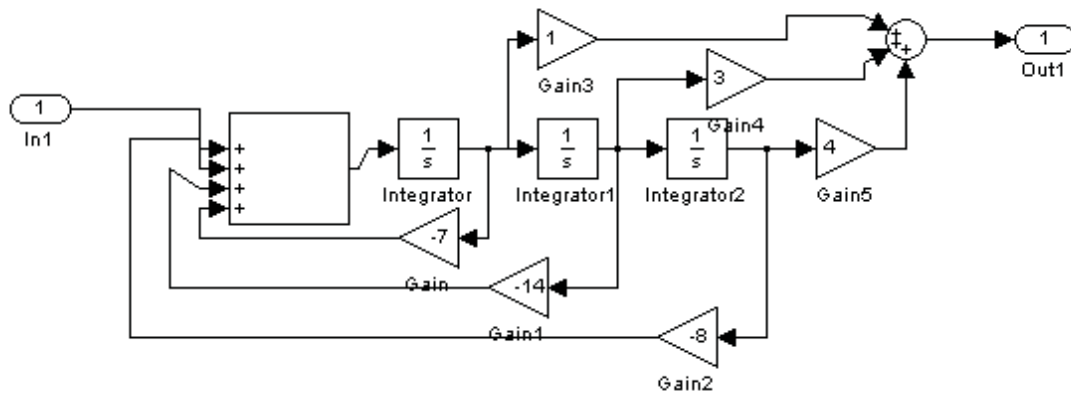 1
In1
+
+
+
+
1
s
Integrator
1
s
Integrator1
1
s
Integrator2
1
Gain3
3
Gain4
4
Gain5
+
+
+
1
Out1
-7
Gain
-14
Gain1
-8
Gain2